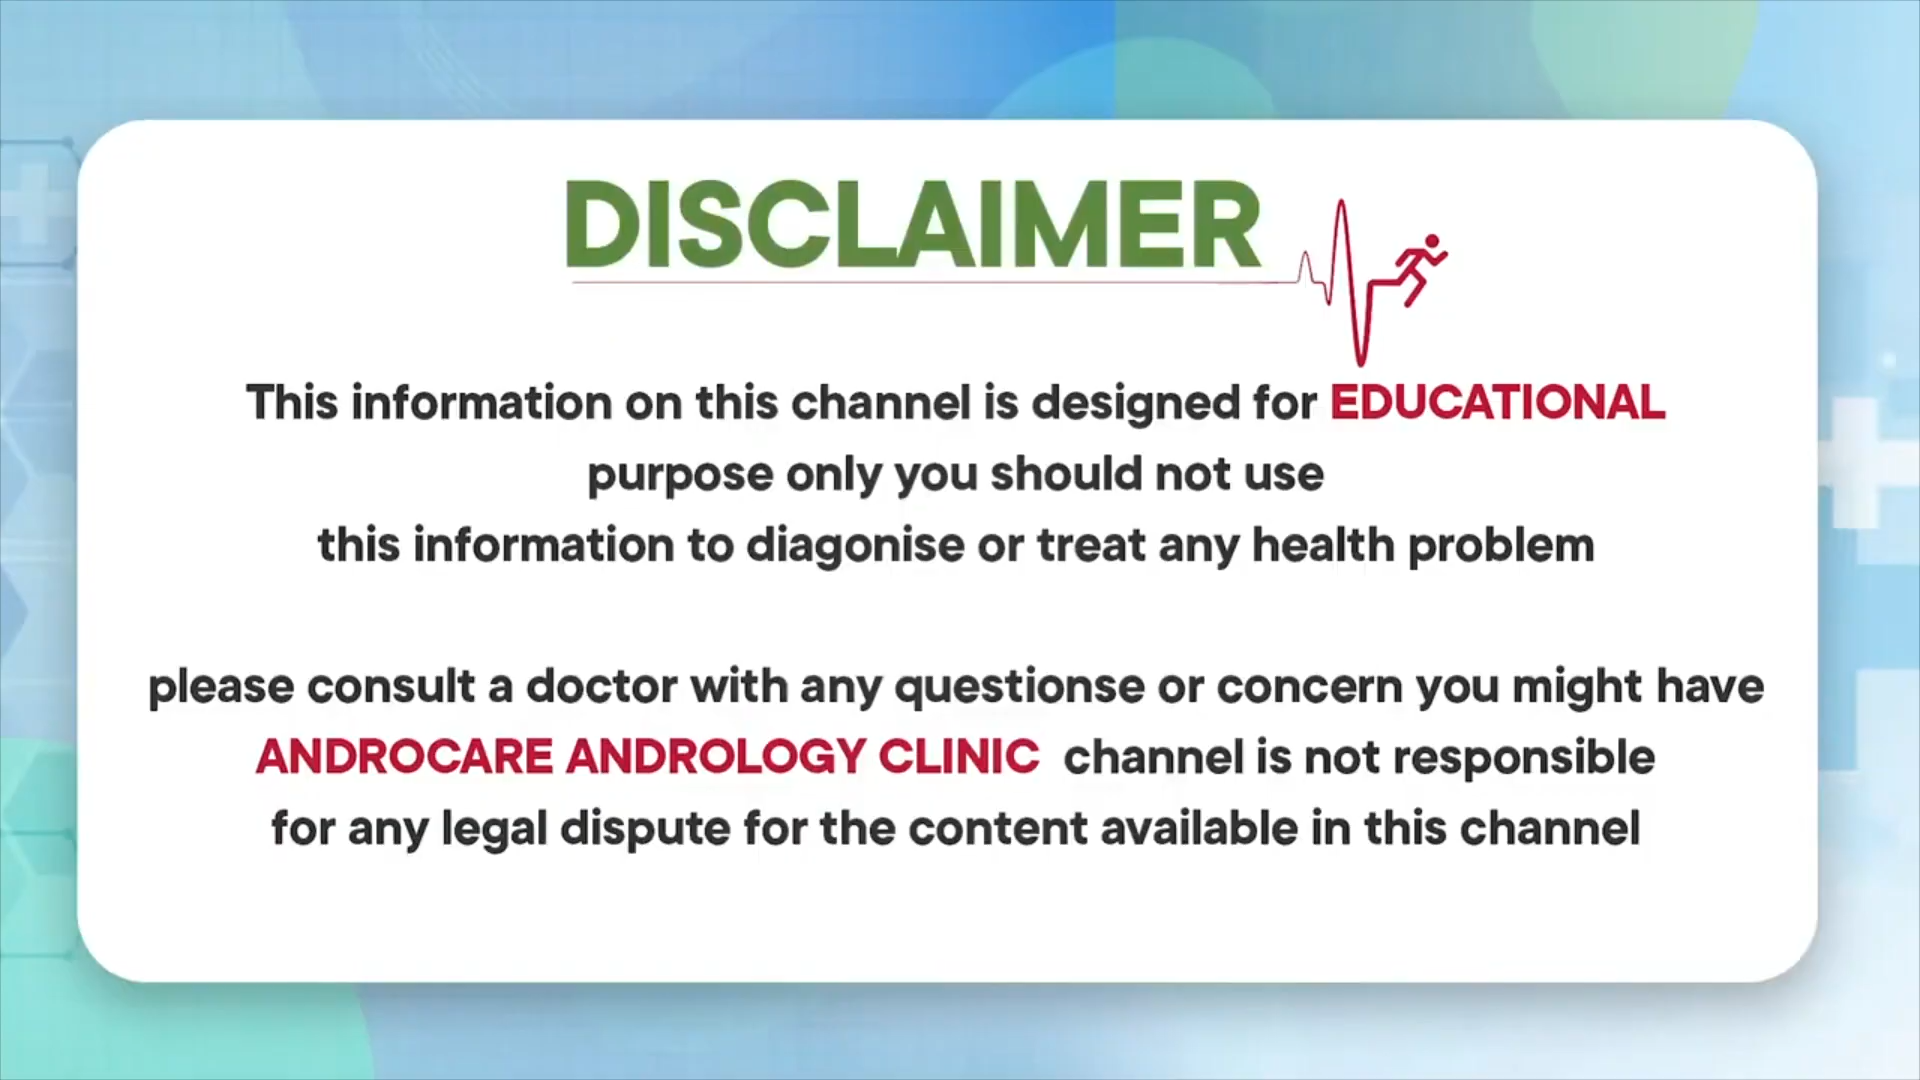 DISCLAIMER
This information on this channel is designed for EDUCATIONAL
purpose only you should not use
this information to diagonise or treat any health problem
please consult a doctor with any questionse or concern you might have
ANDROCARE ANDROLOGY CLINIC channel is not responsible
for any legal dispute for the content available in this channel